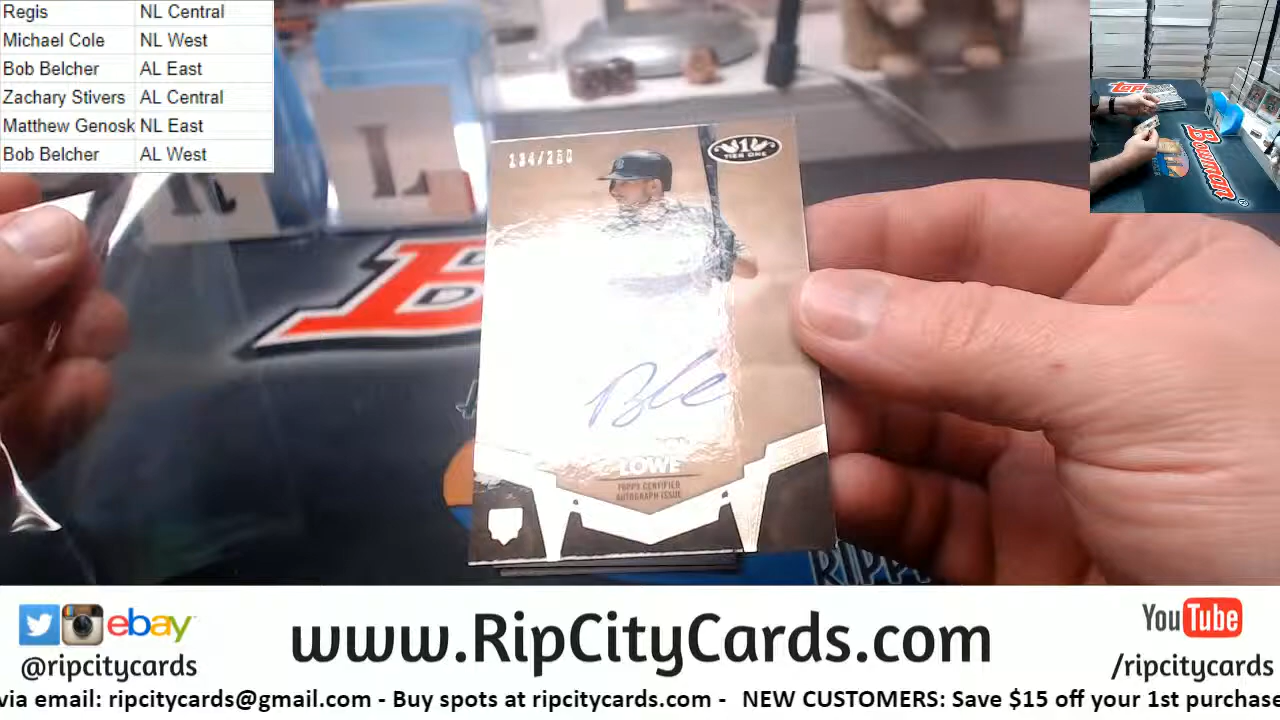 Regis NL Central
Michael Cole NL West
Bob Belcher AL East
Zachary Stivers AL Central
Matthew Genosk NL East
Bob Belcher AL West
TIER ONE
LOWE
TOPPS CERTIFIED
AUTOGRAPH ISSUE
L
B
RIPP
Bowman
ebay
@ripcitycards
www.RipCityCards.com
YouTube
/ripcitycards
via email: ripcitycards@gmail.com - Buy spots at ripcitycards.com - NEW CUSTOMERS: Save $15 off your 1st purchase